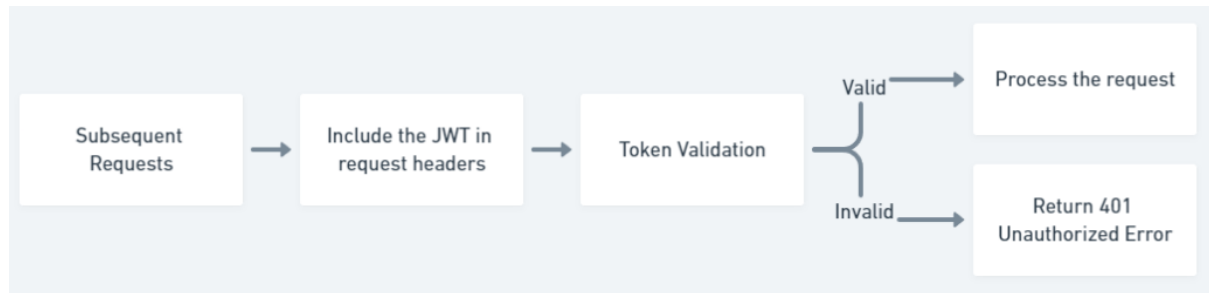 Subsequent
Requests
Include the JWT in
request headers
Token Validation
Valid
Invalid
Process the request
Return 401
Unauthorized Error